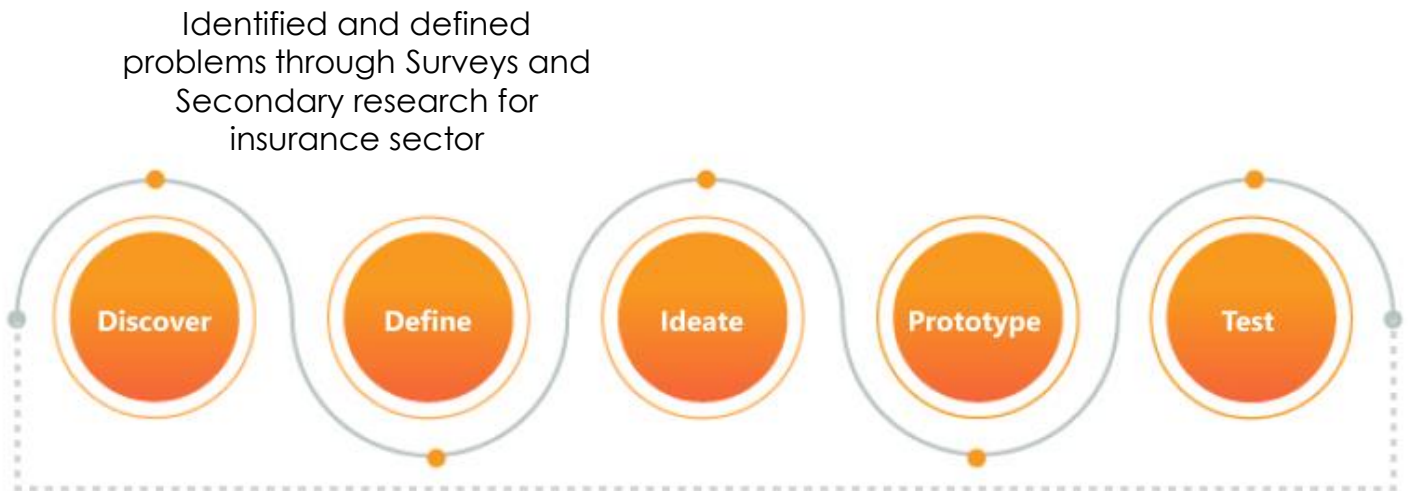 Identified and defined
problems through Surveys and
Secondary research for
insurance sector
Discover
Define
Ideate
Prototype
Test